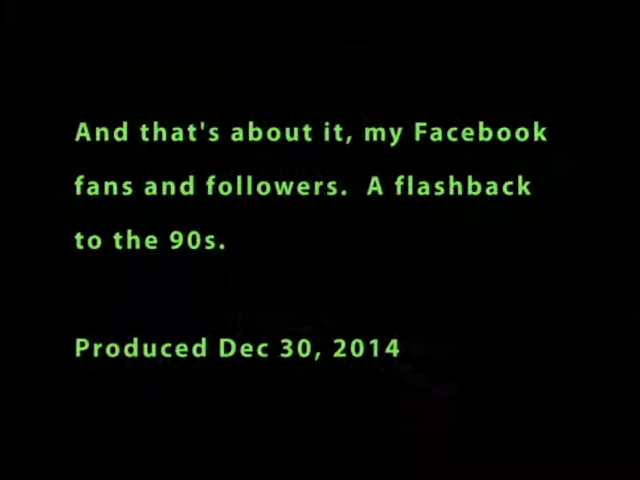 And that's about it, my Facebook
fans and followers.  A flashback
to the 90s.
Produced Dec 30, 2014